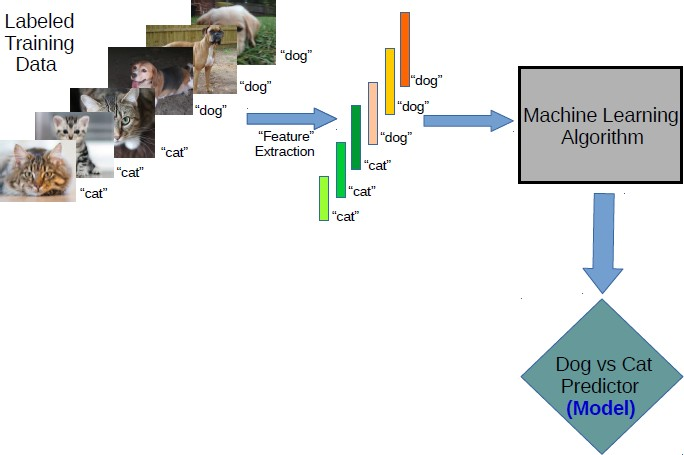 Labeled
Training
Data
“dog”
“dog”
“dog”
“cat”
“cat”
“cat”
“Feature”
Extraction
“dog”
“dog”
“dog”
“cat”
“cat”
“cat”
Machine Learning
Algorithm
Dog vs Cat
Predictor
(Model)